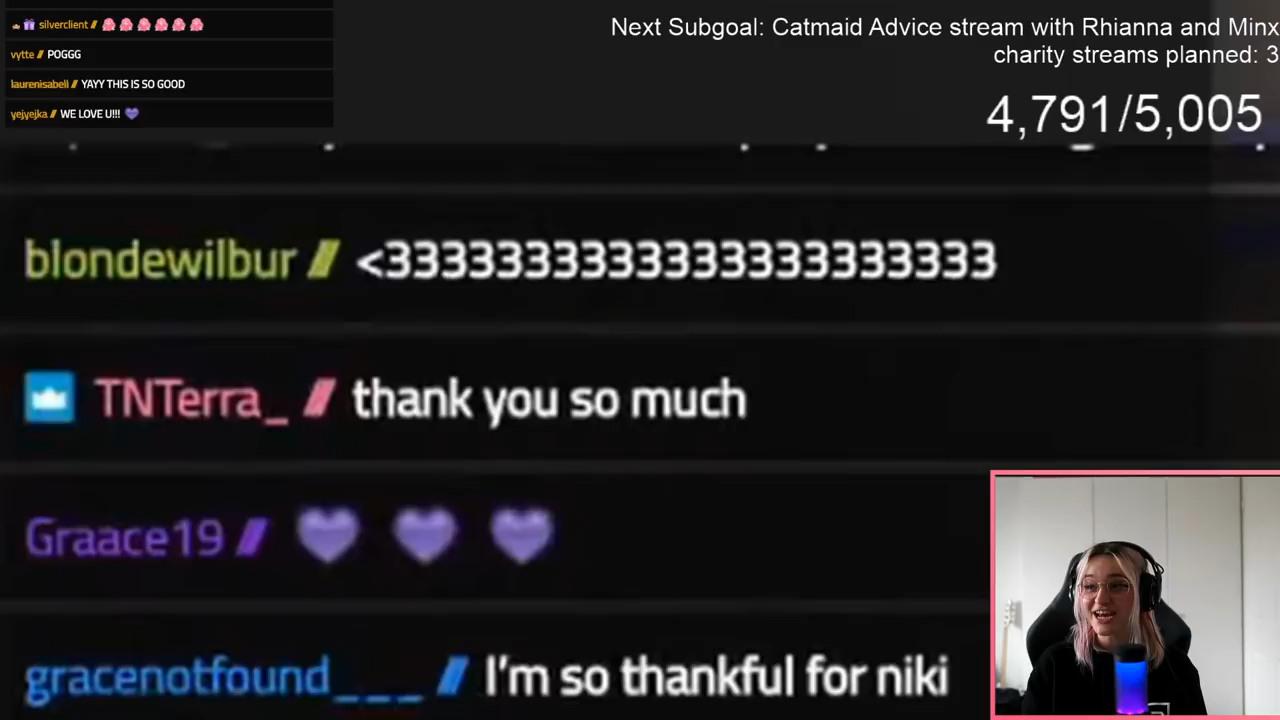 silverclient //
vytte // POGGG
laurenisabell // YAYY THIS IS SO GOOD
yejyejka // WE LOVE U!!! 💜
Next Subgoal: Catmaid Advice stream with Rhianna and Minx
charity streams planned: 3
4,791/5,005
blondewilbur // <3333333333333333333333
TNTerra_ // thank you so much
Graace19 // 💜 💜 💜
gracenotfound___ // I'm so thankful for niki